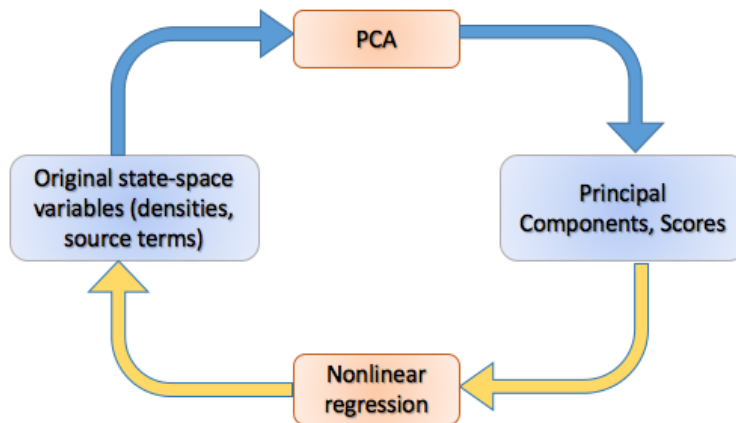 PCA
Original state-space
variables (densities,
source terms)
Principal
Components, Scores
Nonlinear
regression